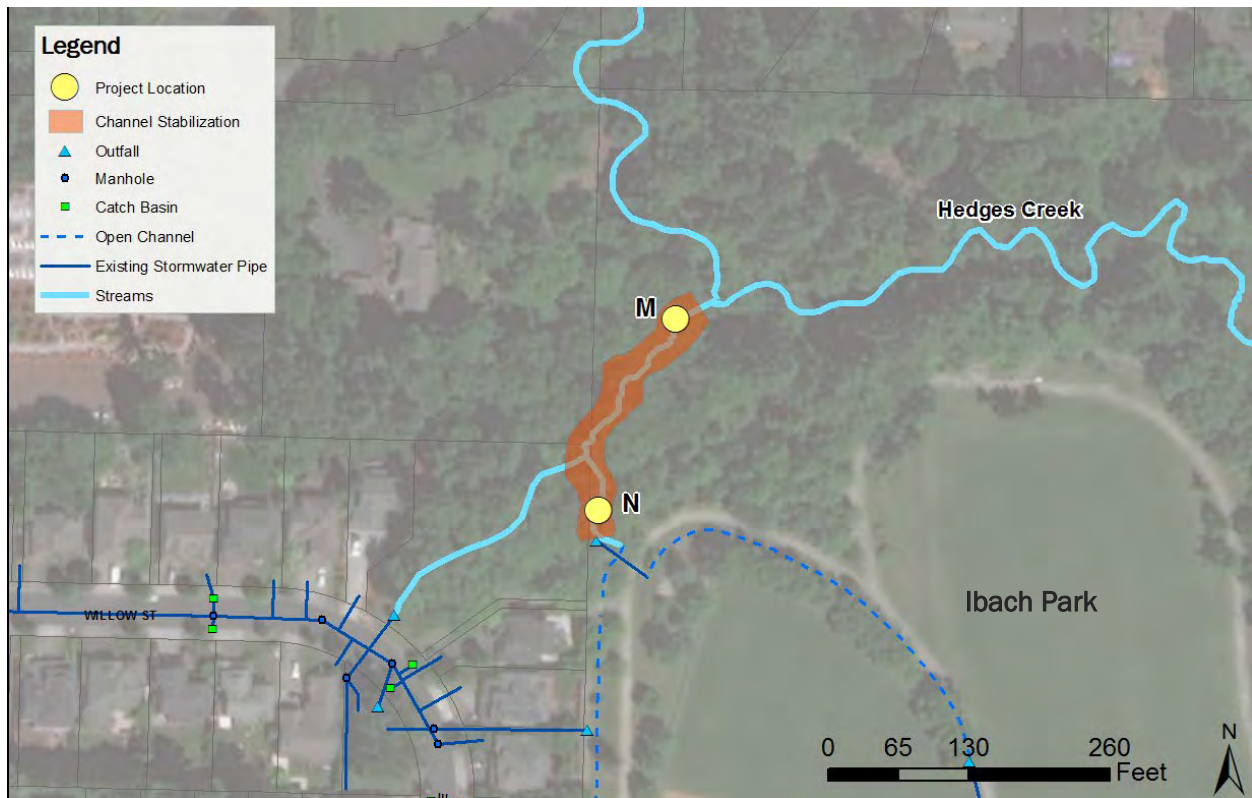 Legend
Project Location
Channel Stabilization
Outfall
Manhole
Catch Basin
Open Channel
Existing Stormwater Pipe
Streams
Hedges Creek
M
N
WILLOW ST
Ibach Park
0 65 130 260
Feet
N